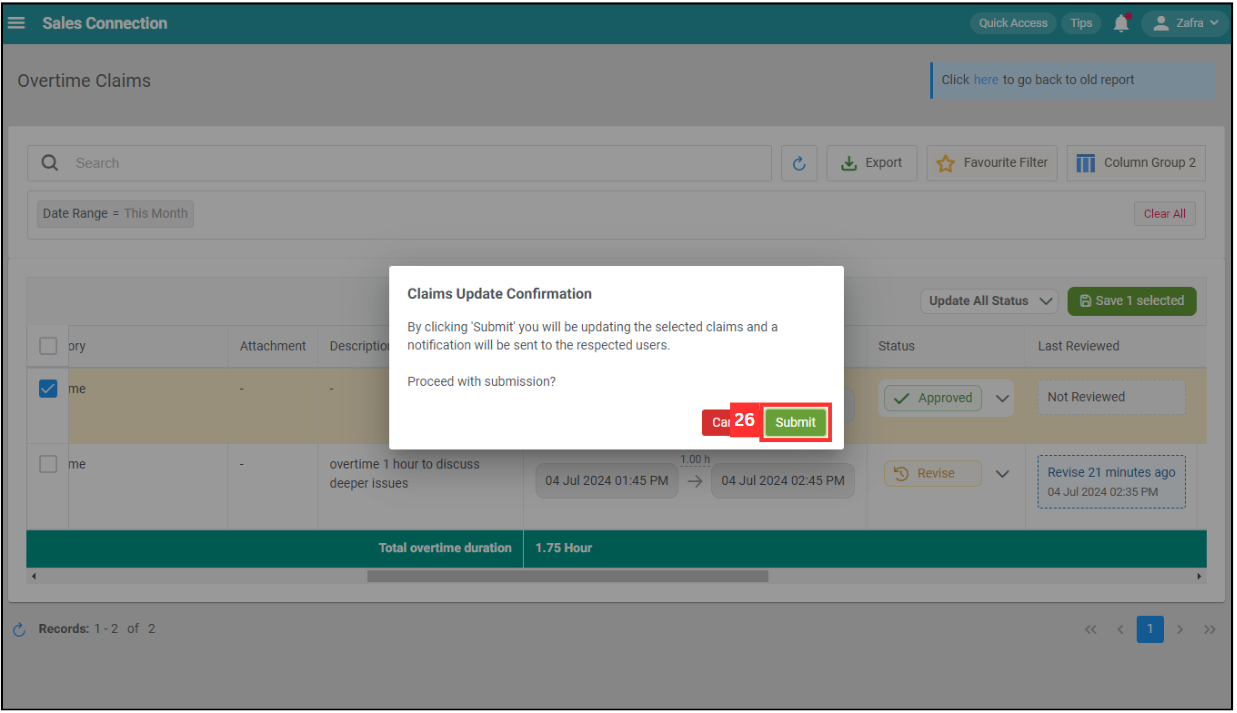 Sales Connection
Quick Access
Tips
Zafra
Overtime Claims
Click here to go back to old report
Search
Export
Favourite Filter
Column Group 2
Date Range = This Month
Clear All
Claims Update Confirmation
By clicking 'Submit' you will be updating the selected claims and a
notification will be sent to the respected users.
Proceed with submission?
26
Submit
Update All Status
Save 1 selected
ory
Attachment
Description
Status
Last Reviewed
me
-
-
Approved
Not Reviewed
me
-
overtime 1 hour to discuss
deeper issues
1.00 h
04 Jul 2024 01:45 PM → 04 Jul 2024 02:45 PM
Revise
Revise 21 minutes ago
04 Jul 2024 02:35 PM
Total overtime duration
1.75 Hour
Records: 1 - 2 of 2
<< < 1 > >>